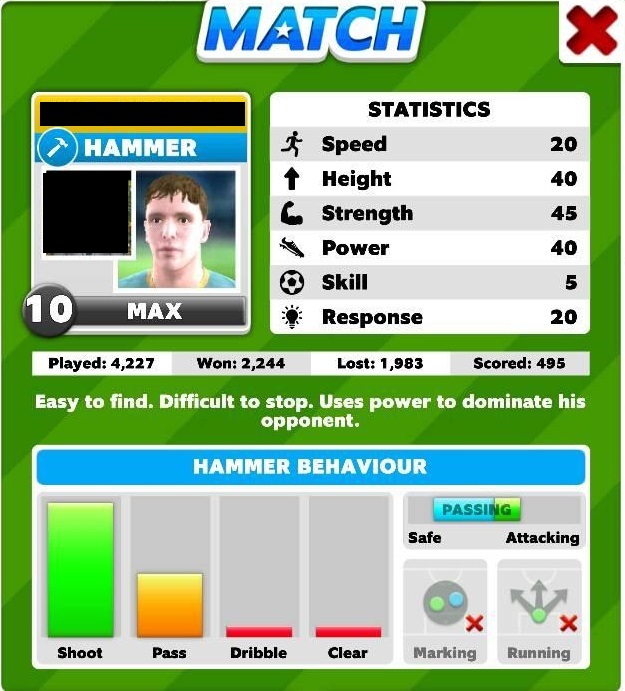 MATCH
HAMMER
10
MAX
STATISTICS
Speed 20
Height 40
Strength 45
Power 40
Skill 5
Response 20
Played: 4,227 Won: 2,244 Lost: 1,983 Scored: 495
Easy to find. Difficult to stop. Uses power to dominate his
opponent.
HAMMER BEHAVIOUR
Shoot Pass Dribble Clear
PASSING
Safe Attacking
Marking Running